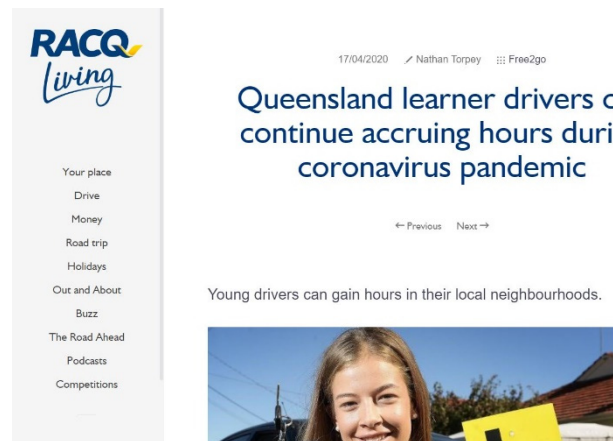 RACQ
Living
Your place
Drive
Money
Road trip
Holidays
Out and About
Buzz
The Road Ahead
Podcasts
Competitions
17/04/2020 Nathan Torpey Free2go
Queensland learner drivers
continue accruing hours duri
coronavirus pandemic
← Previous Next →
Young drivers can gain hours in their local neighbourhoods.